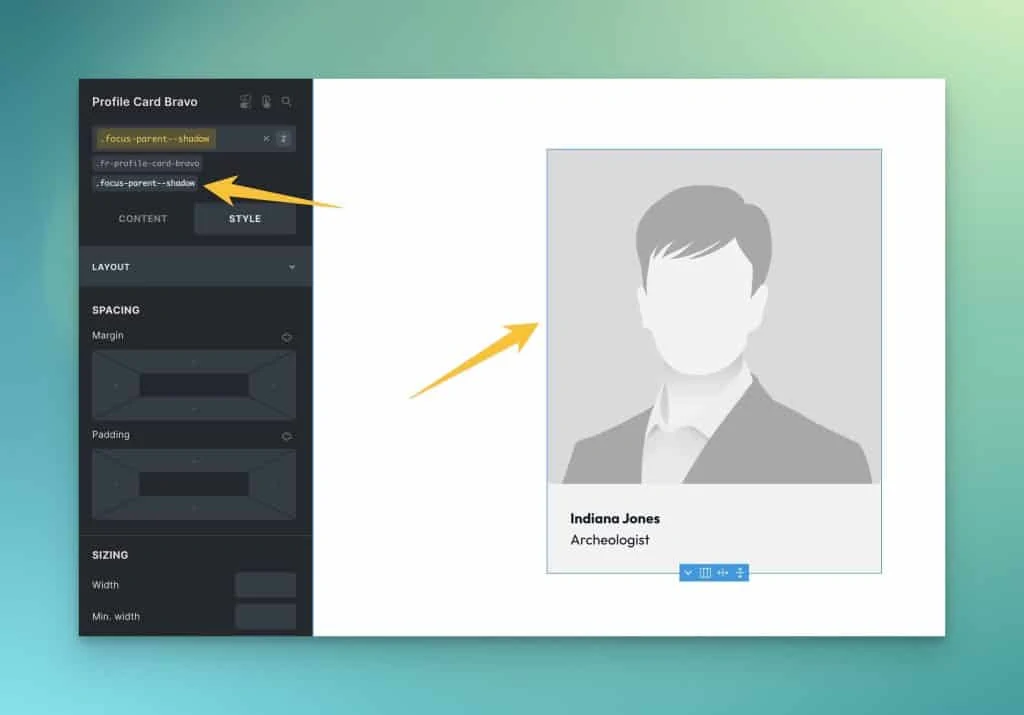 Profile Card Bravo
.focus-parent--shadow
.fr-profile-card-bravo
.focus-parent--shadow
CONTENT STYLE
LAYOUT
SPACING
Margin
Padding
SIZING
Width
Min. width
Indiana Jones
Archeologist